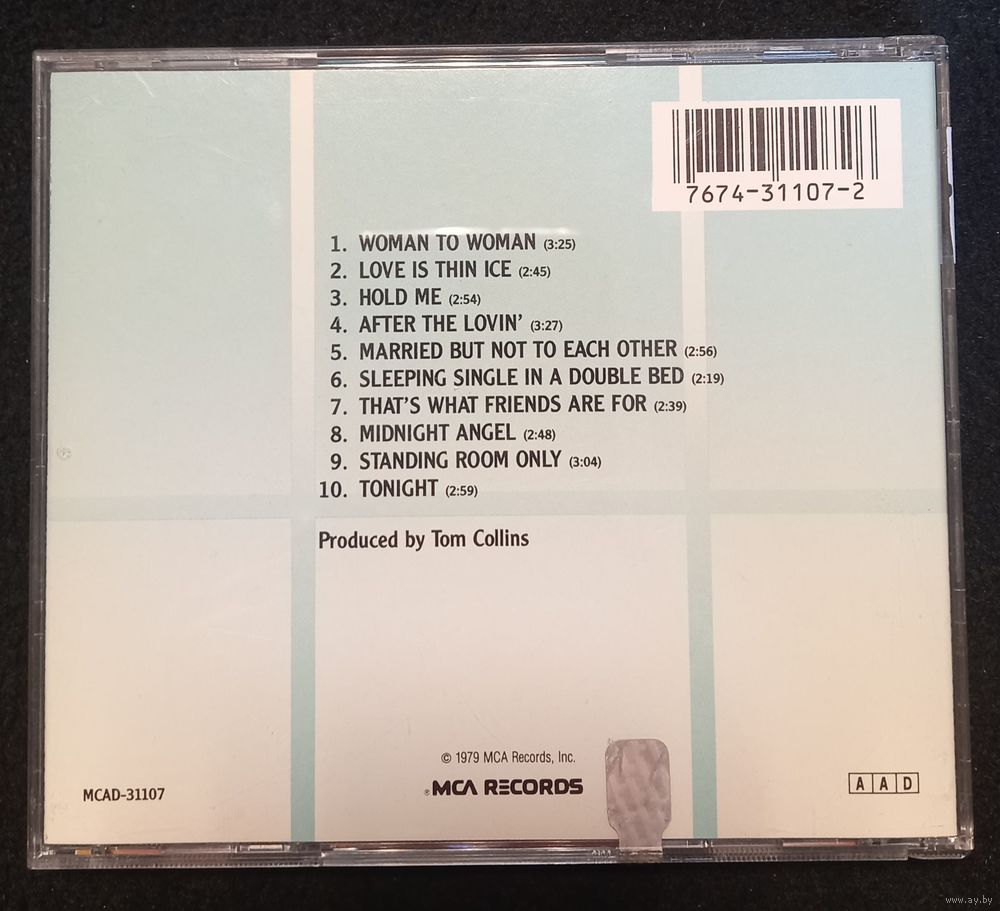 7674-31107-2
1. WOMAN TO WOMAN (3:25)
2. LOVE IS THIN ICE (2:45)
3. HOLD ME (2:54)
4. AFTER THE LOVIN' (3:27)
5. MARRIED BUT NOT TO EACH OTHER (2:56)
6. SLEEPING SINGLE IN A DOUBLE BED (2:19)
7. THAT'S WHAT FRIENDS ARE FOR (2:39)
8. MIDNIGHT ANGEL (2:48)
9. STANDING ROOM ONLY (3:04)
10. TONIGHT (2:59)
Produced by Tom Collins
© 1979 MCA Records, Inc.
® MCA RECORDS
MCAD-31107
A A D
www.ay.by